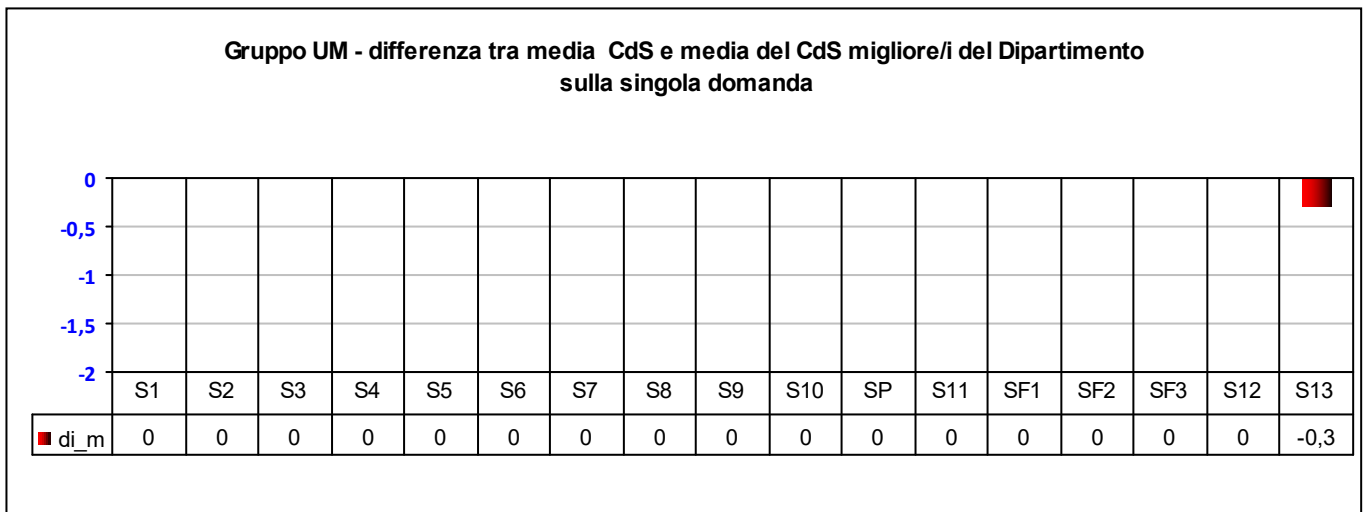 Gruppo UM - differenza tra media CdS e media del CdS migliore/i del Dipartimento
sulla singola domanda
0
-0,5
-1
-1,5
-2
S1 S2 S3 S4 S5 S6 S7 S8 S9 S10 SP S11 SF1 SF2 SF3 S12 S13
di_m 0 0 0 0 0 0 0 0 0 0 0 0 0 0 0 0 -0,3